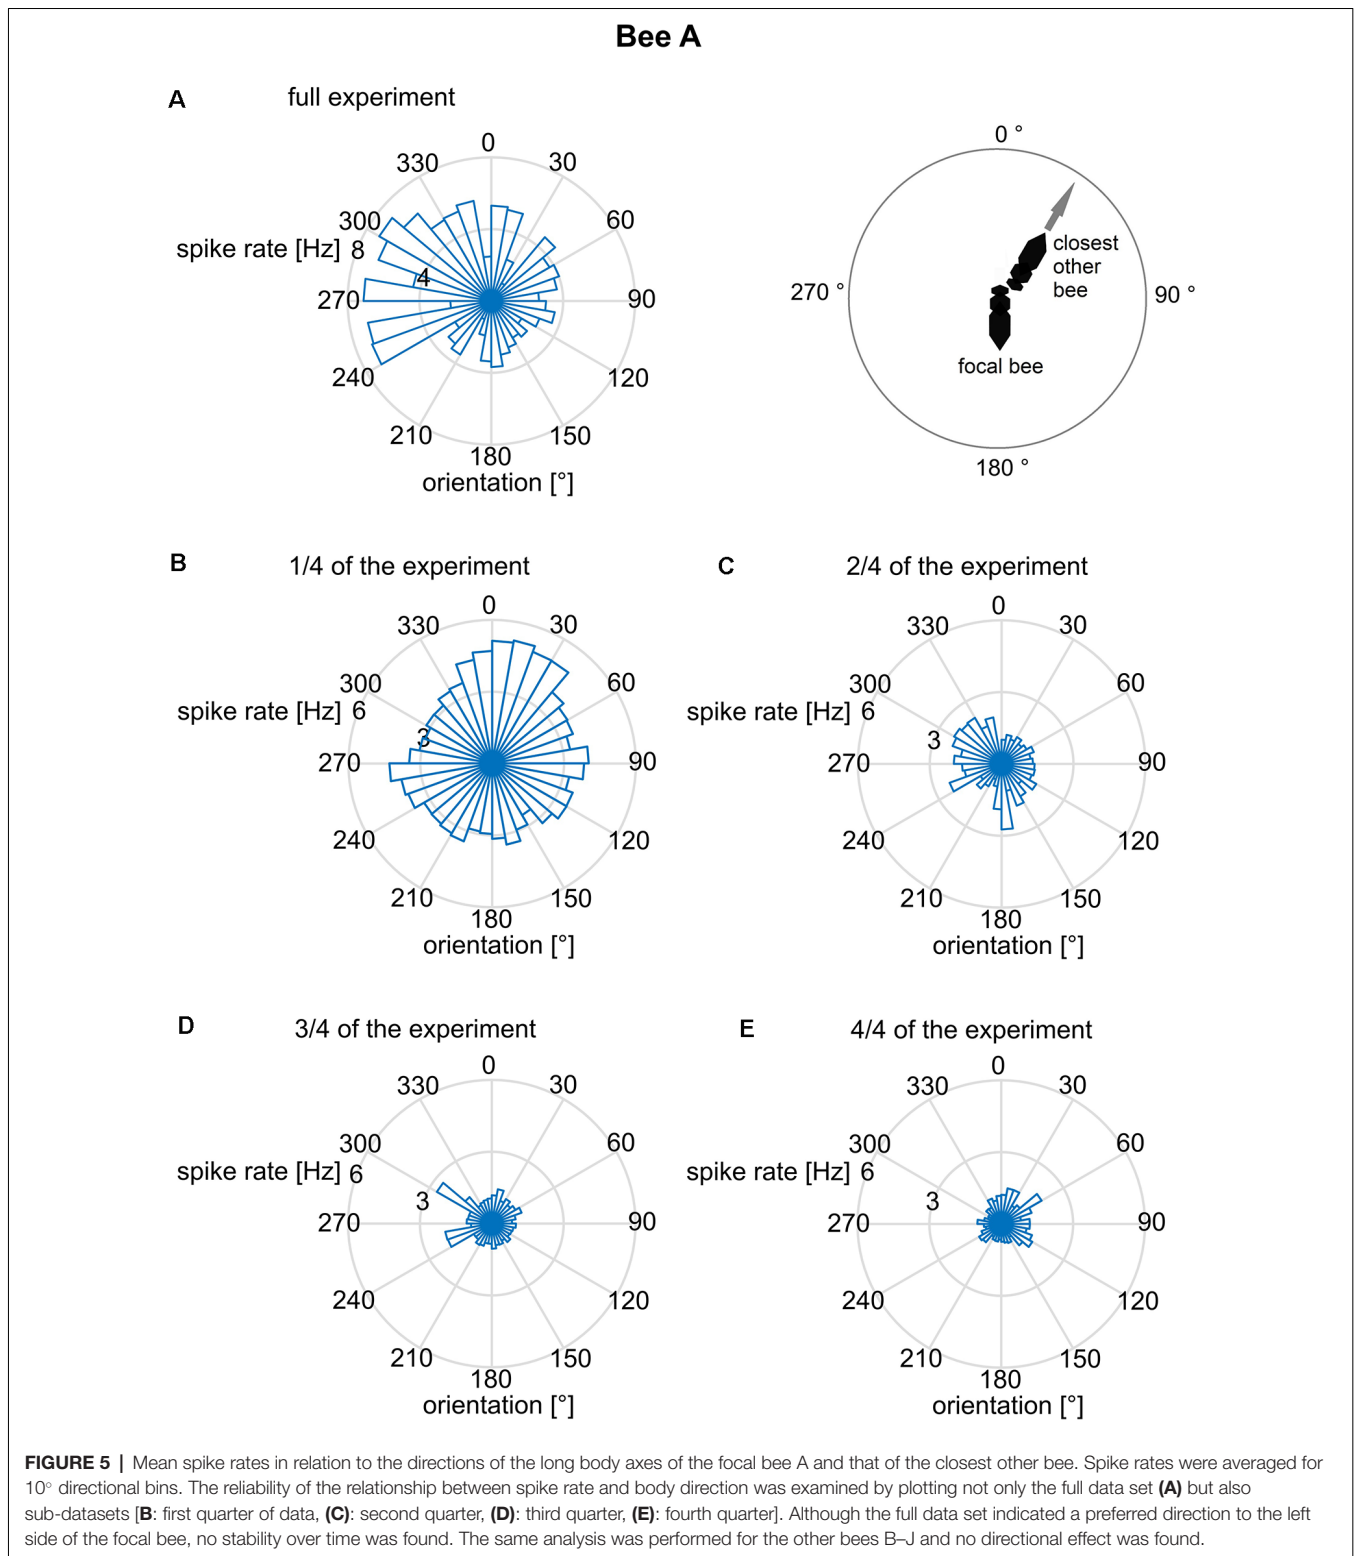 Bee A
A
full experiment
0
30
60
90
120
150
180
210
240
270
300
330
spike rate [Hz] 8
4
orientation [°]
0 °
90 °
180 °
270 °
closest
other
bee
focal bee
B
1/4 of the experiment
0
30
60
90
120
150
180
210
240
270
300
330
spike rate [Hz] 6
3
orientation [°]
C
2/4 of the experiment
0
30
60
90
120
150
180
210
240
270
300
330
spike rate [Hz] 6
3
orientation [°]
D
3/4 of the experiment
0
30
60
90
120
150
180
210
240
270
300
330
spike rate [Hz] 6
3
orientation [°]
E
4/4 of the experiment
0
30
60
90
120
150
180
210
240
270
300
330
spike rate [Hz] 6
3
orientation [°]
FIGURE 5 | Mean spike rates in relation to the directions of the long body axes of the focal bee A and that of the closest other bee. Spike rates were averaged for
10° directional bins. The reliability of the relationship between spike rate and body direction was examined by plotting not only the full data set (A) but also
sub-datasets [B: first quarter of data, (C): second quarter, (D): third quarter, (E): fourth quarter]. Although the full data set indicated a preferred direction to the left
side of the focal bee, no stability over time was found. The same analysis was performed for the other bees B–J and no directional effect was found.